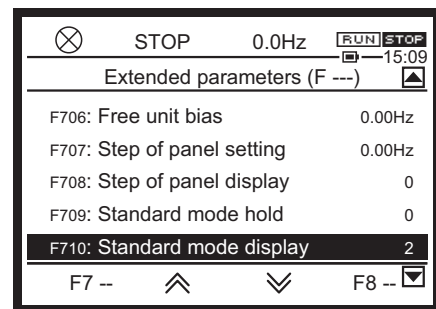 STOP 0.0Hz RUN STOP
15:09
Extended parameters (F ---)
F706: Free unit bias 0.00Hz
F707: Step of panel setting 0.00Hz
F708: Step of panel display 0
F709: Standard mode hold 0
F710: Standard mode display 2
F7 -- F8 --